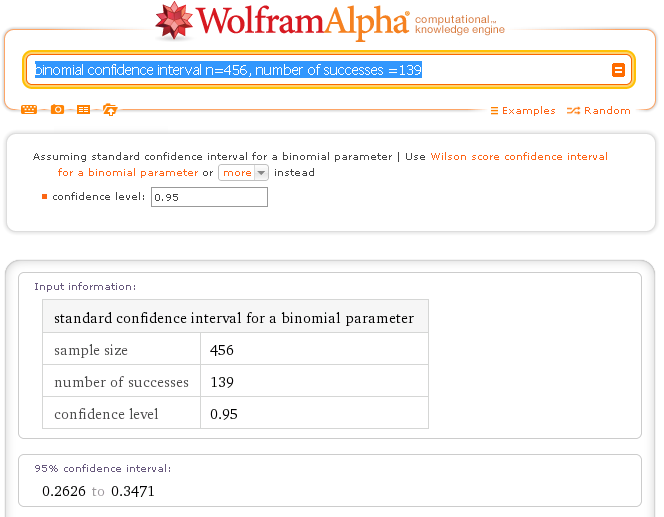 WolframAlpha® computational... knowledge engine
binomial confidence interval n=456, number of successes =139
Examples Random
Assuming standard confidence interval for a binomial parameter | Use Wilson score confidence interval
for a binomial parameter or more instead
confidence level: 0.95
Input information:
standard confidence interval for a binomial parameter
sample size 456
number of successes 139
confidence level 0.95
95% confidence interval:
0.2626 to 0.3471